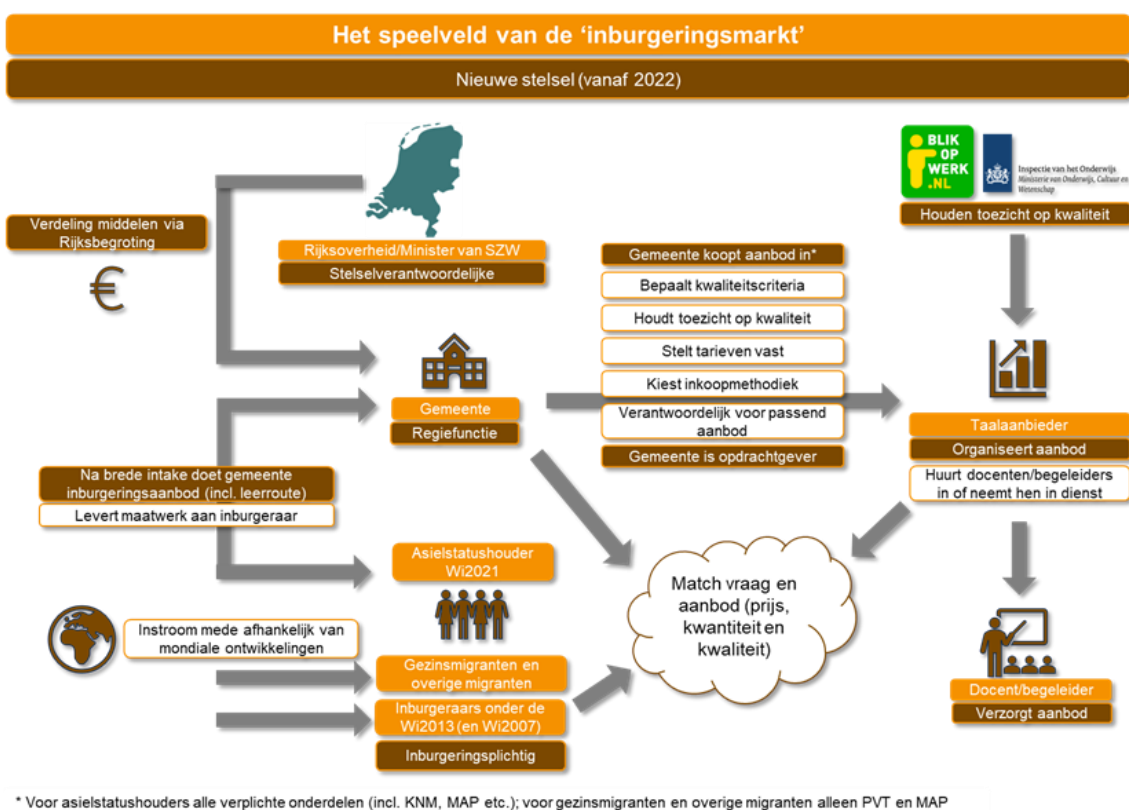 Het speelveld van de ‘inburgeringsmarkt’
Nieuwe stelsel (vanaf 2022)
Verdeling middelen via
Rijksbegroting
€
Rijksoverheid/Minister van SZW
Stelselverantwoordelijke
BLIK
OP
WERK
.NL
Inspectie van het Onderwijs
Ministerie van Onderwijs, Cultuur en
Wetenschap
Houden toezicht op kwaliteit
Gemeente koopt aanbod in*
Bepaalt kwaliteitscriteria
Houdt toezicht op kwaliteit
Stelt tarieven vast
Kiest inkoopmethodiek
Verantwoordelijk voor passend
aanbod
Gemeente is opdrachtgever
Gemeente
Regiefunctie
Taalaanbieder
Organiseert aanbod
Huurt docenten/begeleiders
in of neemt hen in dienst
Na brede intake doet gemeente
inburgeringsaanbod (incl. leerroute)
Levert maatwerk aan inburgeraar
Asielstatushouder
Wi2021
Match vraag en
aanbod (prijs,
kwantiteit en
kwaliteit)
Instroom mede afhankelijk van
mondiale ontwikkelingen
Gezinsmigranten en
overige migranten
Inburgeraars onder de
Wi2013 (en Wi2007)
Inburgeringsplichtig
Docent/begeleider
Verzorgt aanbod
* Voor asielstatushouders alle verplichte onderdelen (incl. KNM, MAP etc.); voor gezinsmigranten en overige migranten alleen PVT en MAP